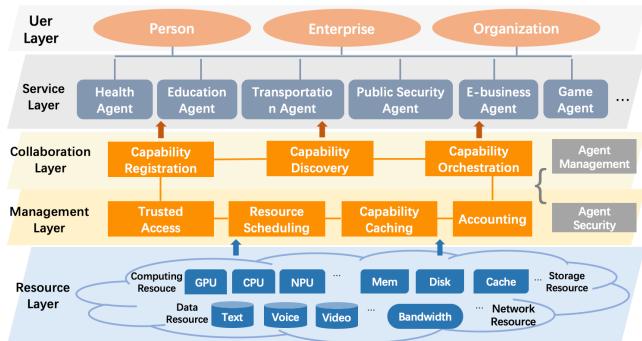 Uer
Layer
Person
Enterprise
Organization
Service
Layer
Health
Agent
Education
Agent
Transportatio
n Agent
Public Security
Agent
E-business
Agent
Game
Agent
...
Collaboration
Layer
Capability
Registration
Capability
Discovery
Capability
Orchestration
Agent
Management
Management
Layer
Trusted
Access
Resource
Scheduling
Capability
Caching
Accounting
Agent
Security
Resource
Layer
Computing
Resouce
GPU
CPU
NPU
...
Mem
Disk
Cache
...
Storage
Resource
Data
Resource
Text
Voice
Video
...
Bandwidth
...
Network
Resource